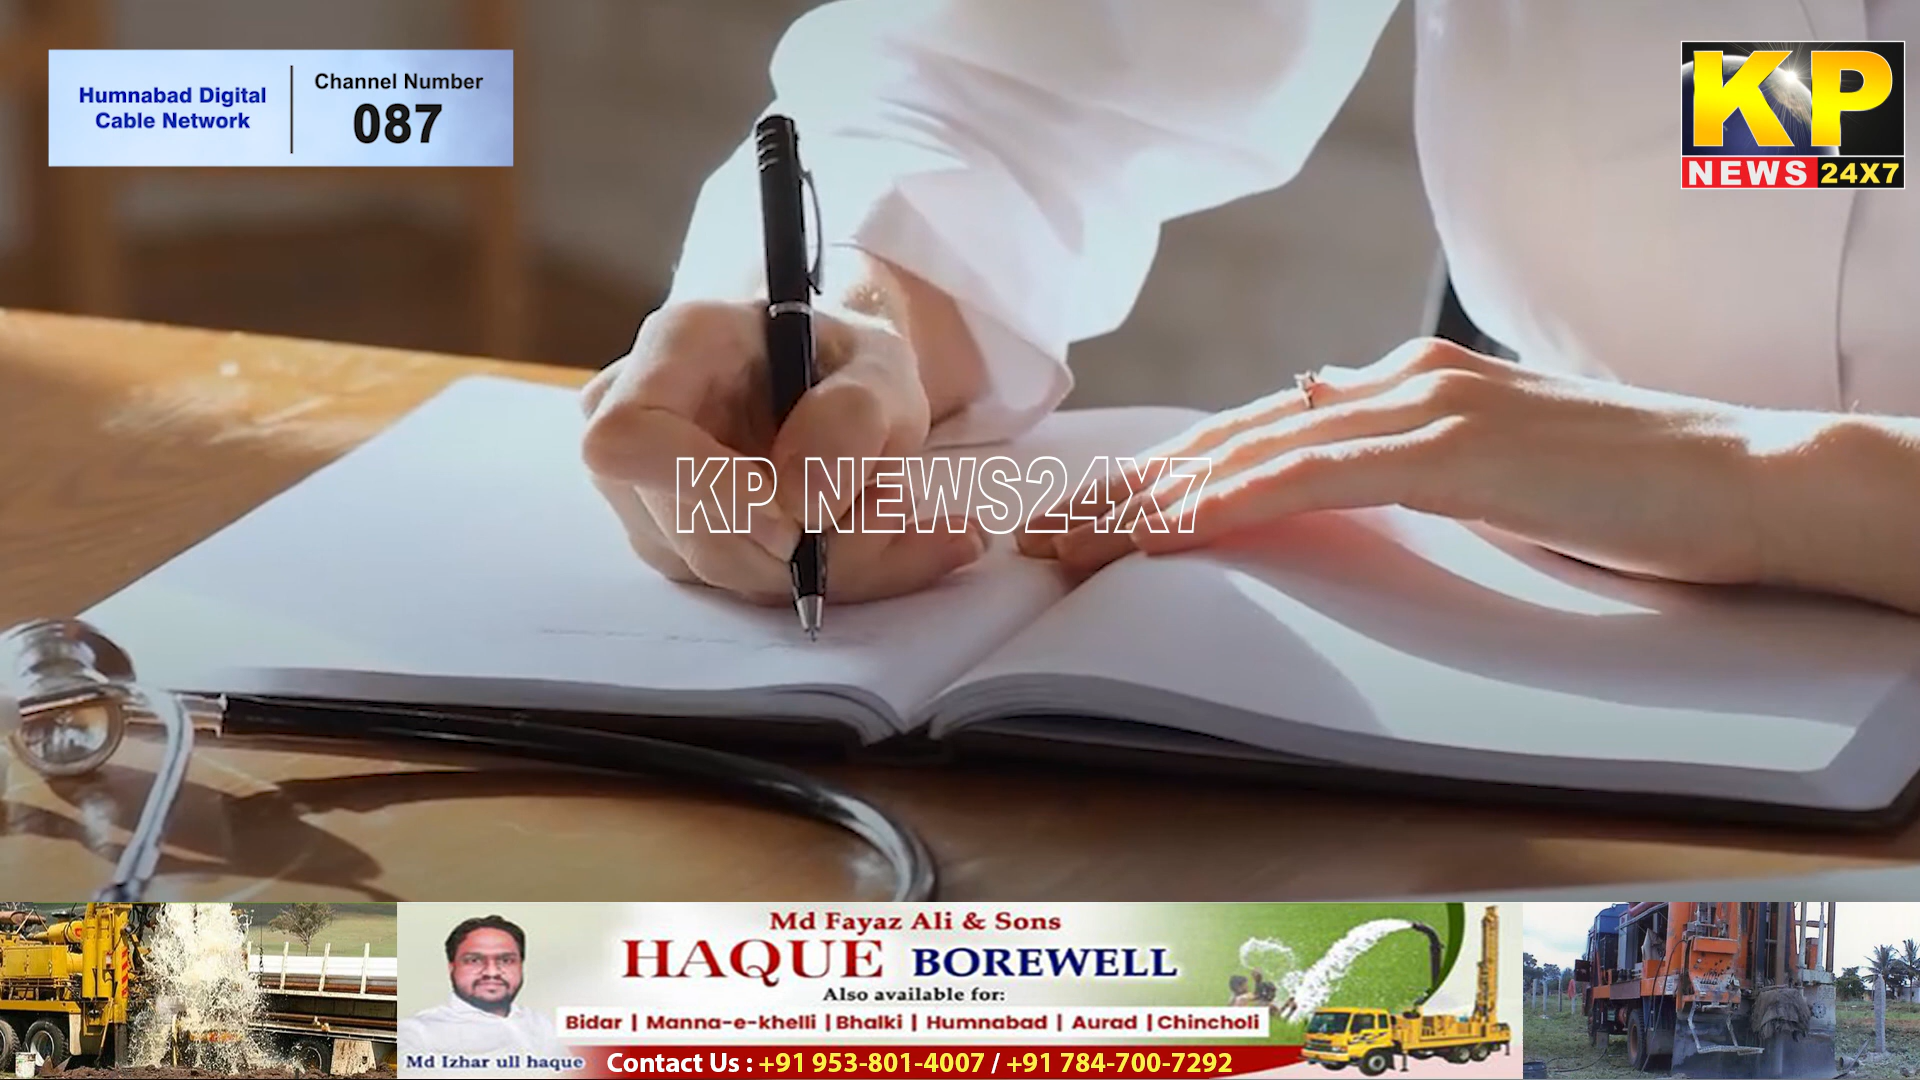 Humnabad Digital
Cable Network
Channel Number
087
KP
NEWS 24X7
KP NEWS24X7
Md Fayaz Ali & Sons
HAQUE BOREWELL
Also available for:
Bidar | Manna-e-khelli | Bhalki | Humnabad | Aurad | Chincholi
Md Izhar ull haque
Contact Us : +91 953-801-4007 / +91 784-700-7292